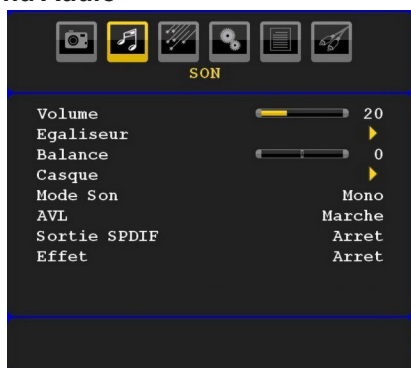 SON
Volume 20
Egaliseur
Balance 0
Casque
Mode Son Mono
AVL Marche
Sortie SPDIF Arret
Effet Arret